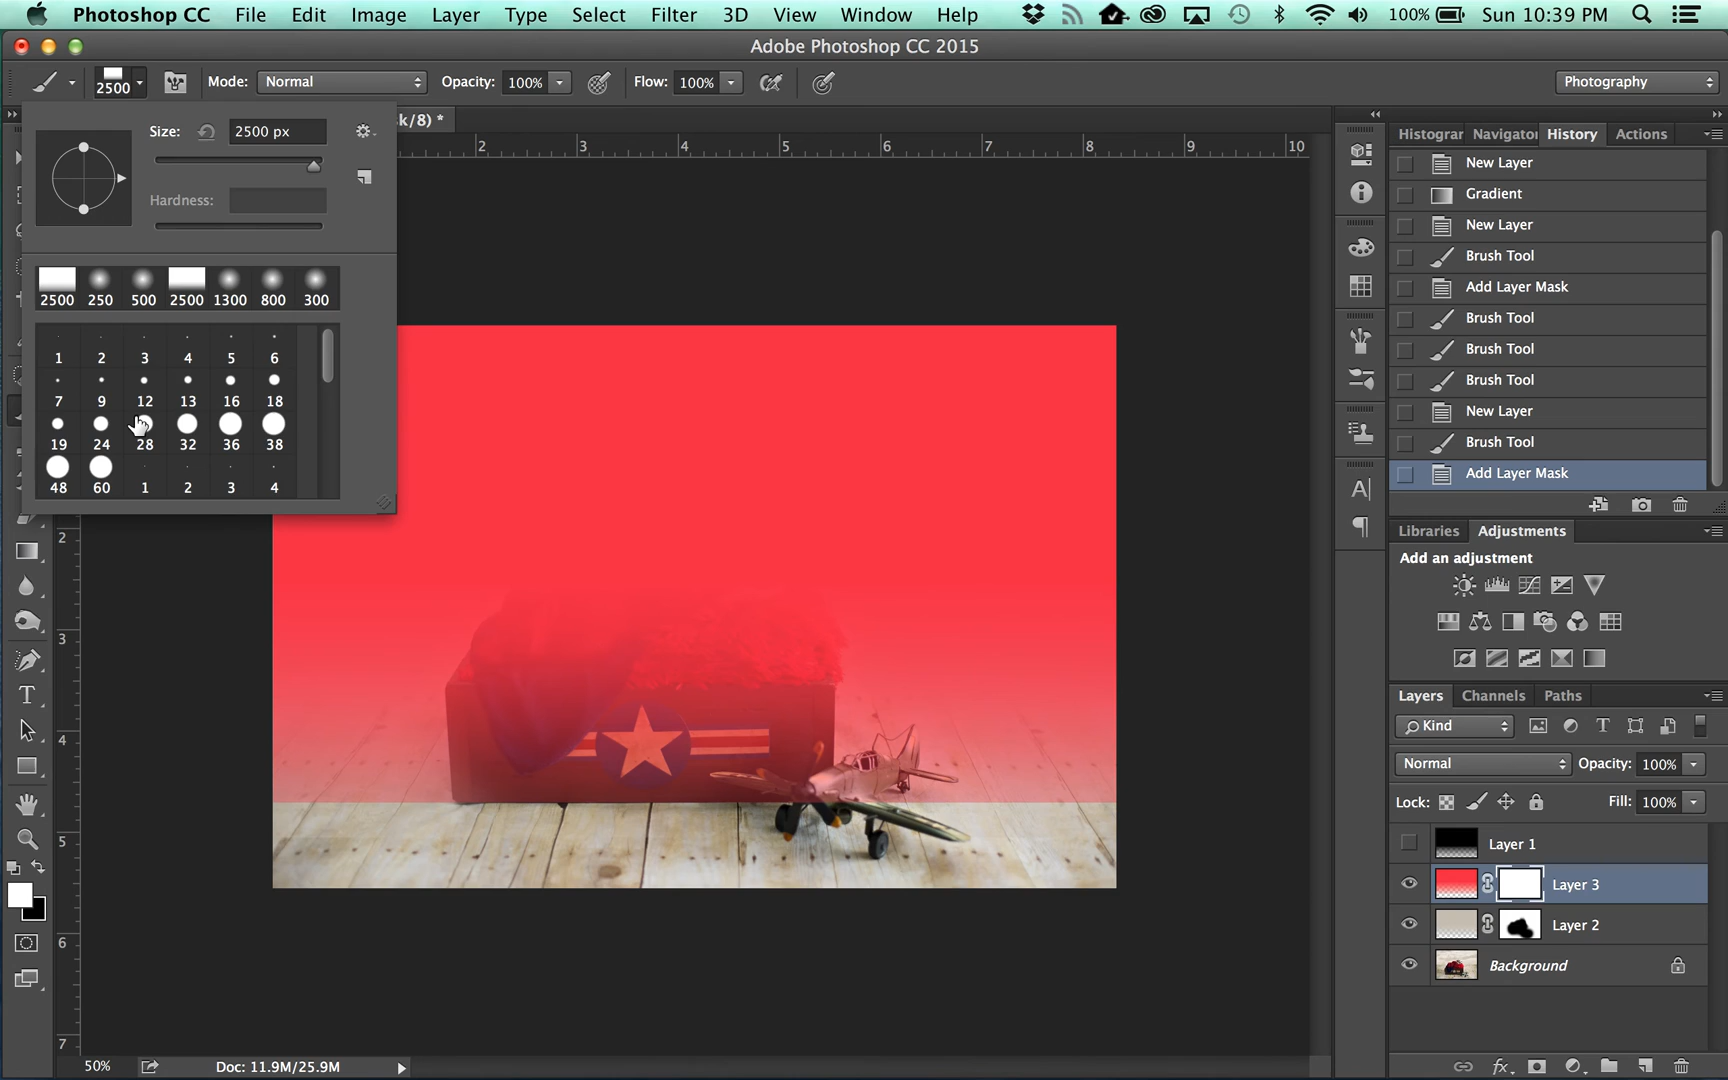 Photoshop CC File Edit Image Layer Type Select Filter 3D View Window Help 100% Sun 10:39 PM
Adobe Photoshop CC 2015
2500 Mode: Normal Opacity: 100% Flow: 100% Photography
k/8) *
Size: 2500 px
Hardness:
2500 250 500 2500 1300 800 300
1 2 3 4 5 6
7 9 12 13 16 18
19 24 28 32 36 38
48 60 1 2 3 4
2 3 4 5 6 7 8 9 10
2
3
4
5
6
7
50% Doc: 11.9M/25.9M
Histogran Navigator History Actions
New Layer
Gradient
New Layer
Brush Tool
Add Layer Mask
Brush Tool
Brush Tool
Brush Tool
New Layer
Brush Tool
Add Layer Mask
Libraries Adjustments
Add an adjustment
Layers Channels Paths
Kind
Normal Opacity: 100%
Lock: Fill: 100%
Layer 1
Layer 3
Layer 2
Background